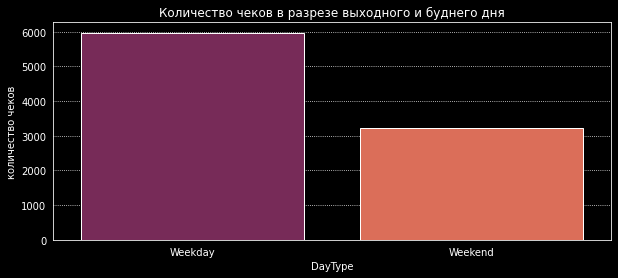 Количество чеков в разрезе выходного и буднего дня
количество чеков
6000
5000
4000
3000
2000
1000
0
Weekday
Weekend
DayType